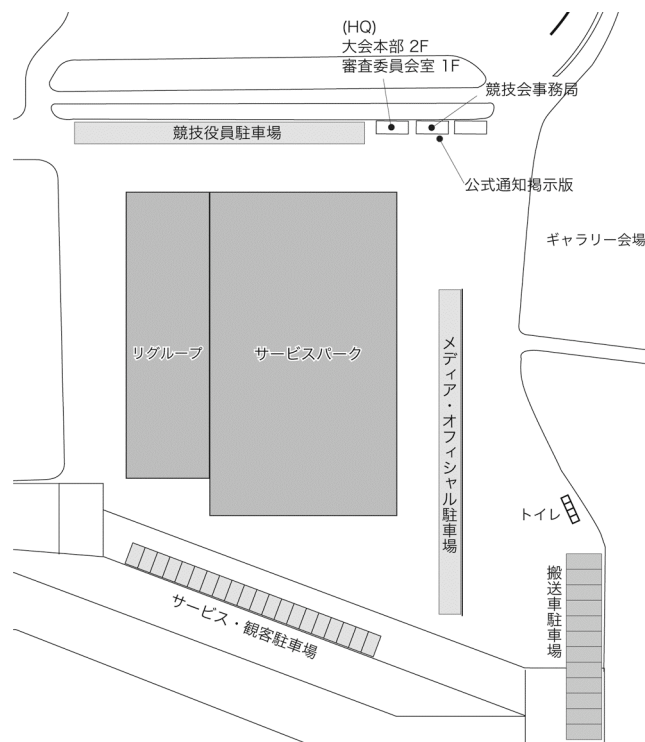 (HQ)
大会本部 2F
審査委員会室 1F
競技会事務局
競技役員駐車場
公式通知掲示版
ギャラリー会場
リグループ
サービスパーク
メディア・オフィシャル駐車場
トイレ
搬送車駐車場
サービス・観客駐車場